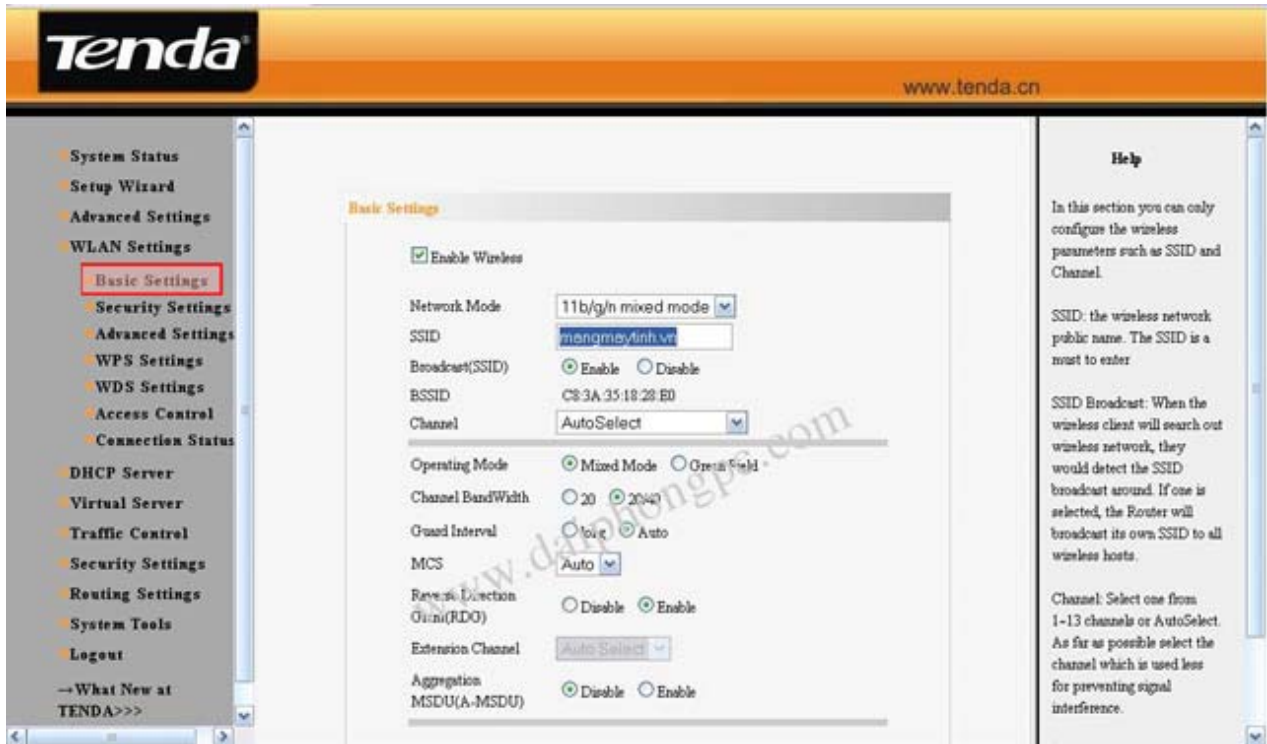 Tenda
www.tenda.cn
System Status
Setup Wizard
Advanced Settings
WLAN Settings
Basic Settings
Security Settings
Advanced Settings
WPS Settings
WDS Settings
Access Control
Connection Status
DHCP Server
Virtual Server
Traffic Control
Security Settings
Routing Settings
System Tools
Logout
→What New at
TENDA>>>
Basic Settings
Enable Wireless
Network Mode 11b/g/n mixed mode
SSID mangmaytinh.vn
Broadcast(SSID) Enable Disable
BSSID C8:3A:35:18:28:E0
Channel AutoSelect
Operating Mode Mixed Mode Green Field
Channel BandWidth 20 20/40
Guard Interval long Auto
MCS Auto
Reverse Direction
Grant(RDG) Disable Enable
Extension Channel Auto Select
Aggregation
MSDU(A-MSDU) Disable Enable
www.daiphongpc.com
Help
In this section you can only
configure the wireless
parameters such as SSID and
Channel.
SSID: the wireless network
public name. The SSID is a
must to enter
SSID Broadcast: When the
wireless client will search out
wireless network, they
would detect the SSID
broadcast around. If one is
selected, the Router will
broadcast its own SSID to all
wireless hosts.
Channel: Select one from
1-13 channels or AutoSelect.
As far as possible select the
channel which is used less
for preventing signal
interference.